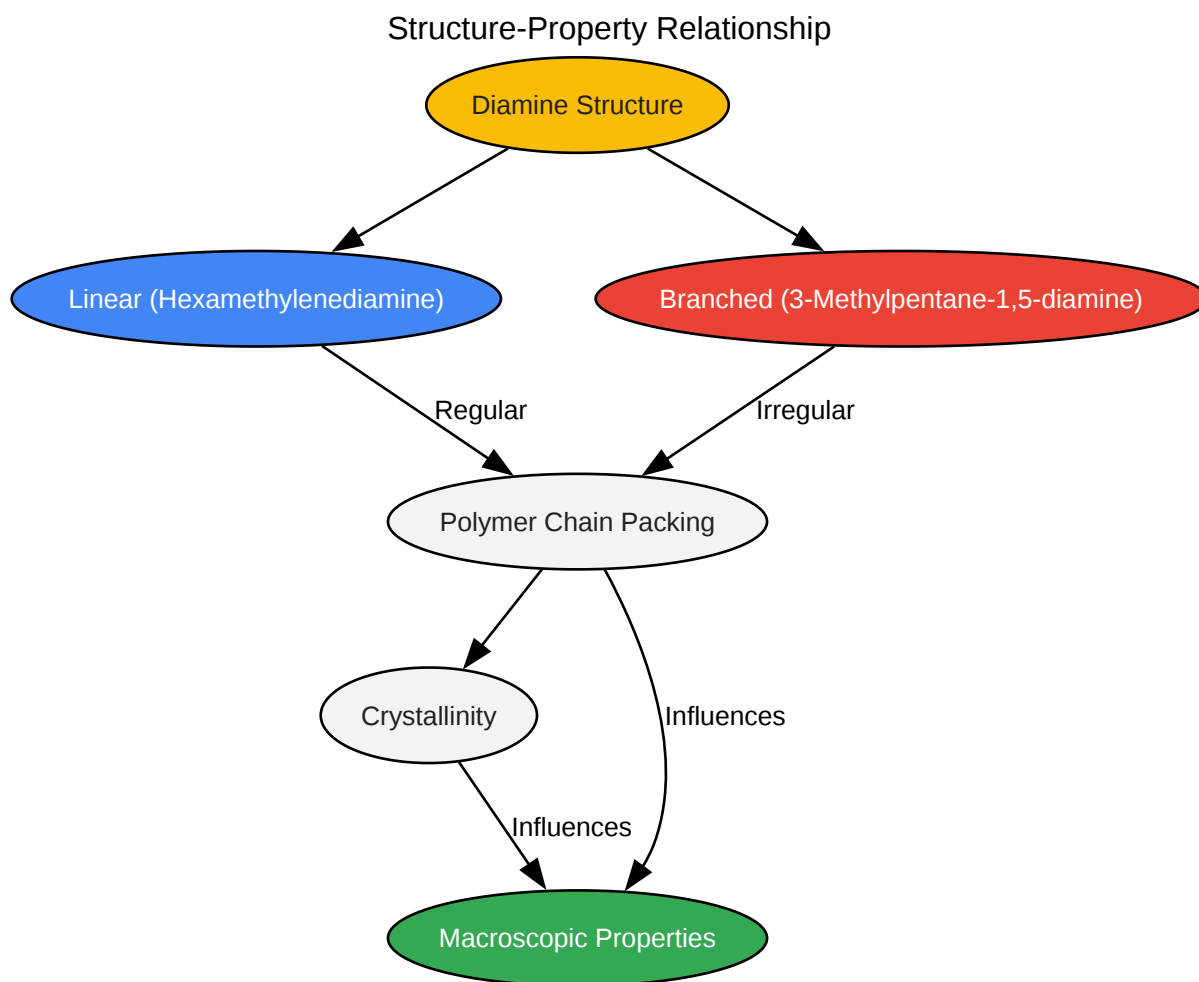 Structure-Property Relationship
Diamine Structure
Linear (Hexamethylenediamine)
Branched (3-Methylpentane-1,5-diamine)
Regular
Irregular
Polymer Chain Packing
Crystallinity
Influences
Influences
Macroscopic Properties